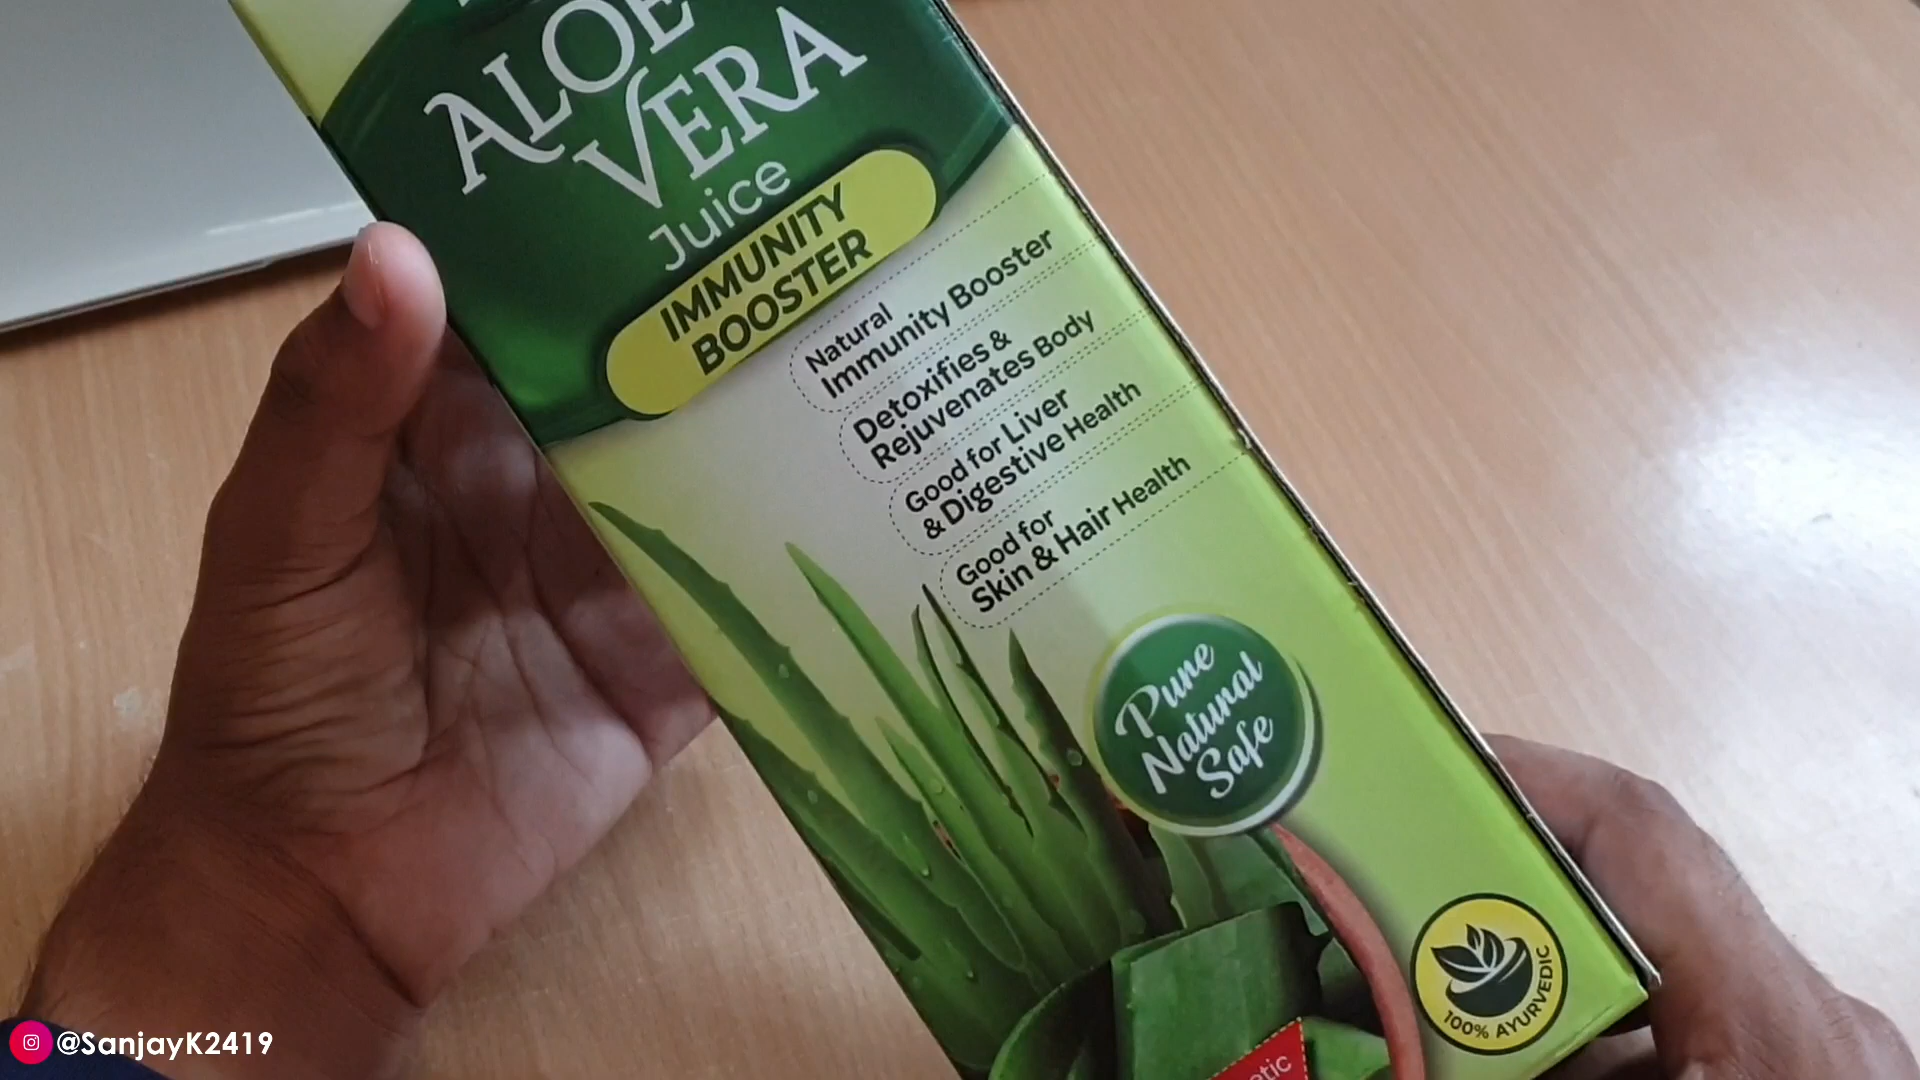 ALOE
VERA
Juice
IMMUNITY
BOOSTER
Natural
Immunity Booster
Detoxifies &
Rejuvenates Body
Good for Liver
& Digestive Health
Good for
Skin & Hair Health
Pure
Natural
Safe
100% AYURVEDIC
@SanjayK2419